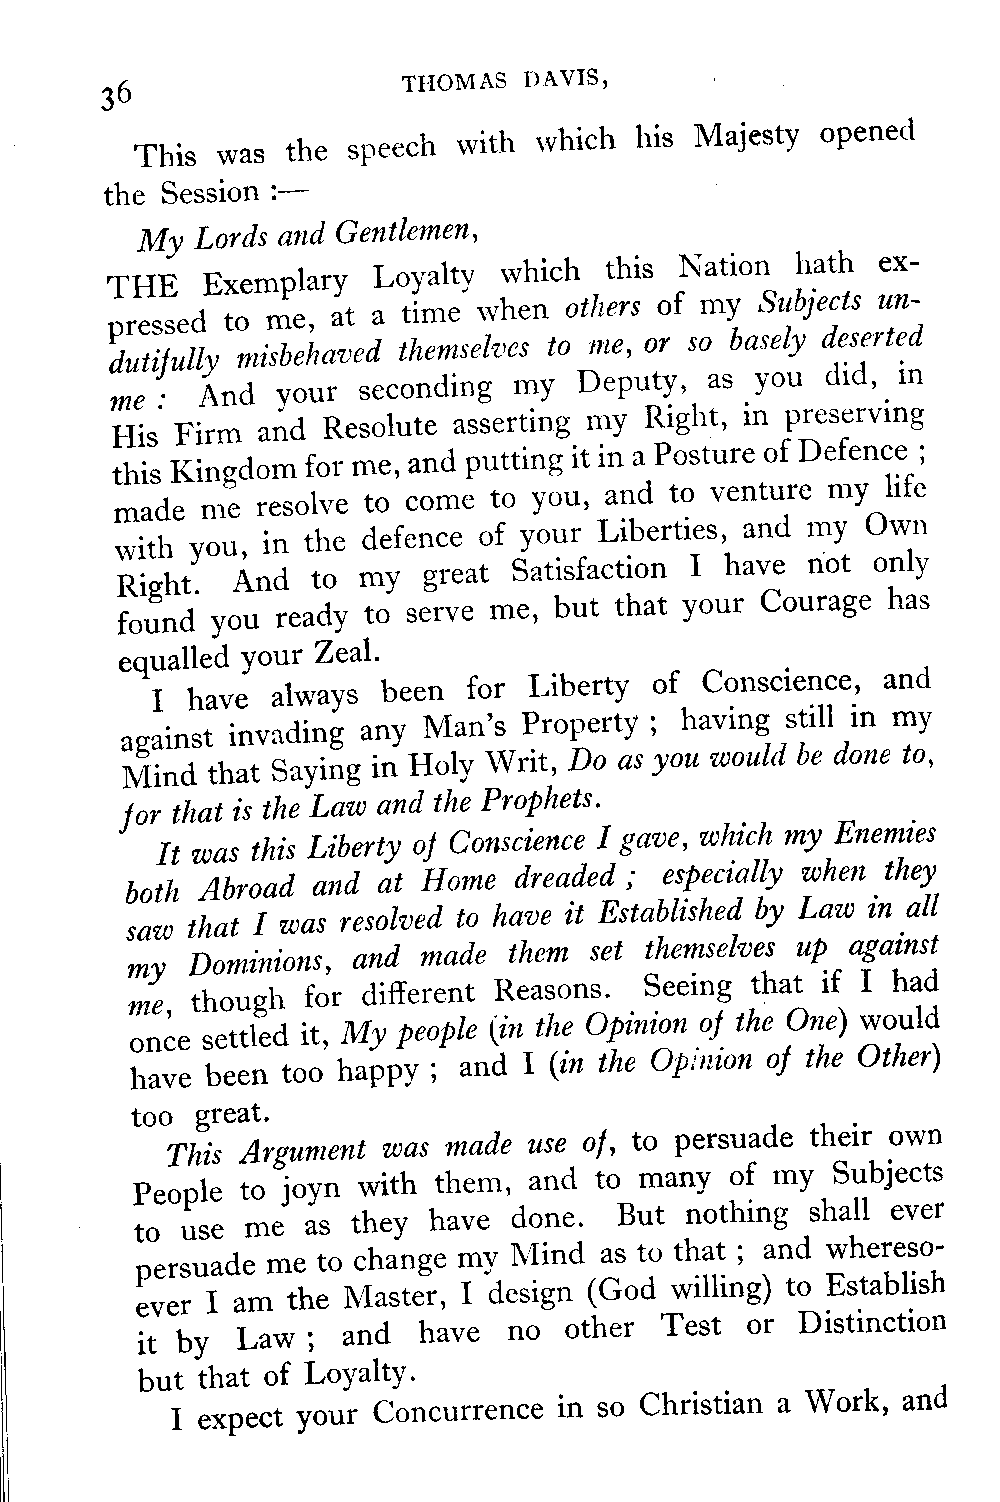 36
THOMAS DAVIS,
This was the speech with which his Majesty opened
the Session :—
My Lords and Gentlemen,
THE Exemplary Loyalty which this Nation hath ex-
pressed to me, at a time when others of my Subjects un-
dutifully misbehaved themselves to me, or so basely deserted
me : And your seconding my Deputy, as you did, in
His Firm and Resolute asserting my Right, in preserving
this Kingdom for me, and putting it in a Posture of Defence ;
made me resolve to come to you, and to venture my life
with you, in the defence of your Liberties, and my Own
Right. And to my great Satisfaction I have not only
found you ready to serve me, but that your Courage has
equalled your Zeal.
I have always been for Liberty of Conscience, and
against invading any Man's Property ; having still in my
Mind that Saying in Holy Writ, Do as you would be done to,
for that is the Law and the Prophets.
It was this Liberty of Conscience I gave, which my Enemies
both Abroad and at Home dreaded ; especially when they
saw that I was resolved to have it Established by Law in all
my Dominions, and made them set themselves up against
me, though for different Reasons. Seeing that if I had
once settled it, My people (in the Opinion of the One) would
have been too happy ; and I (in the Opinion of the Other)
too great.
This Argument was made use of, to persuade their own
People to joyn with them, and to many of my Subjects
to use me as they have done. But nothing shall ever
persuade me to change my Mind as to that ; and whereso-
ever I am the Master, I design (God willing) to Establish
it by Law ; and have no other Test or Distinction
but that of Loyalty.
I expect your Concurrence in so Christian a Work, and